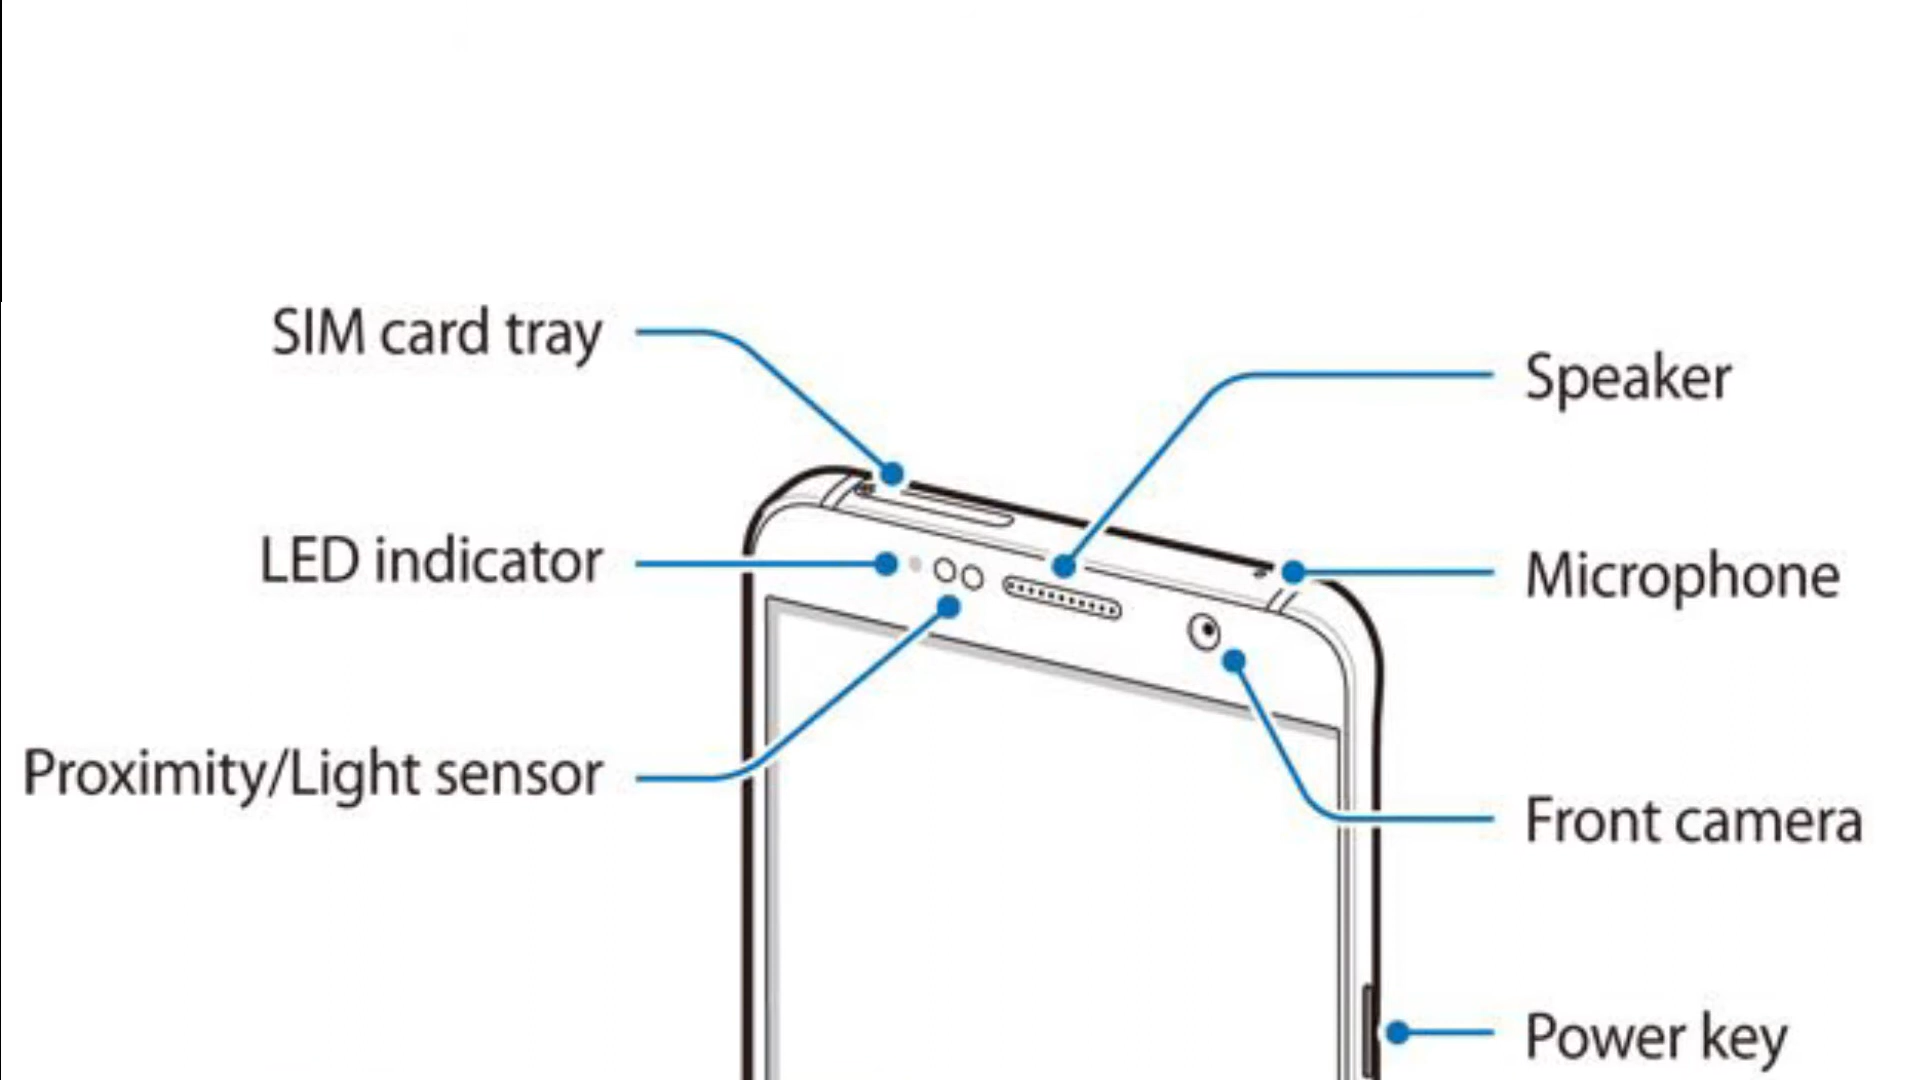 SIM card tray
Speaker
LED indicator
Microphone
Proximity/Light sensor
Front camera
Power key